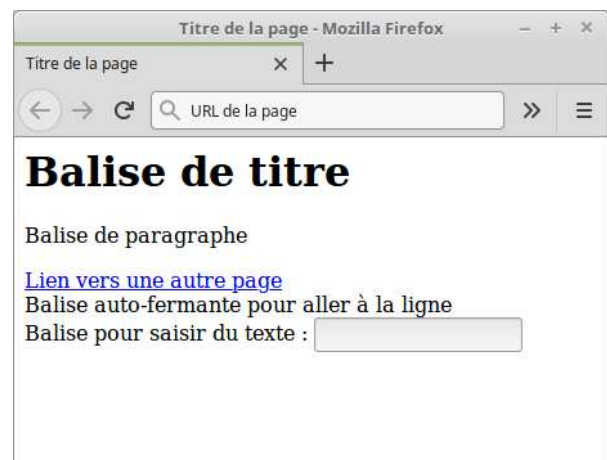 Titre de la page - Mozilla Firefox
Titre de la page
URL de la page
Balise de titre
Balise de paragraphe
Lien vers une autre page
Balise auto-fermante pour aller à la ligne
Balise pour saisir du texte :